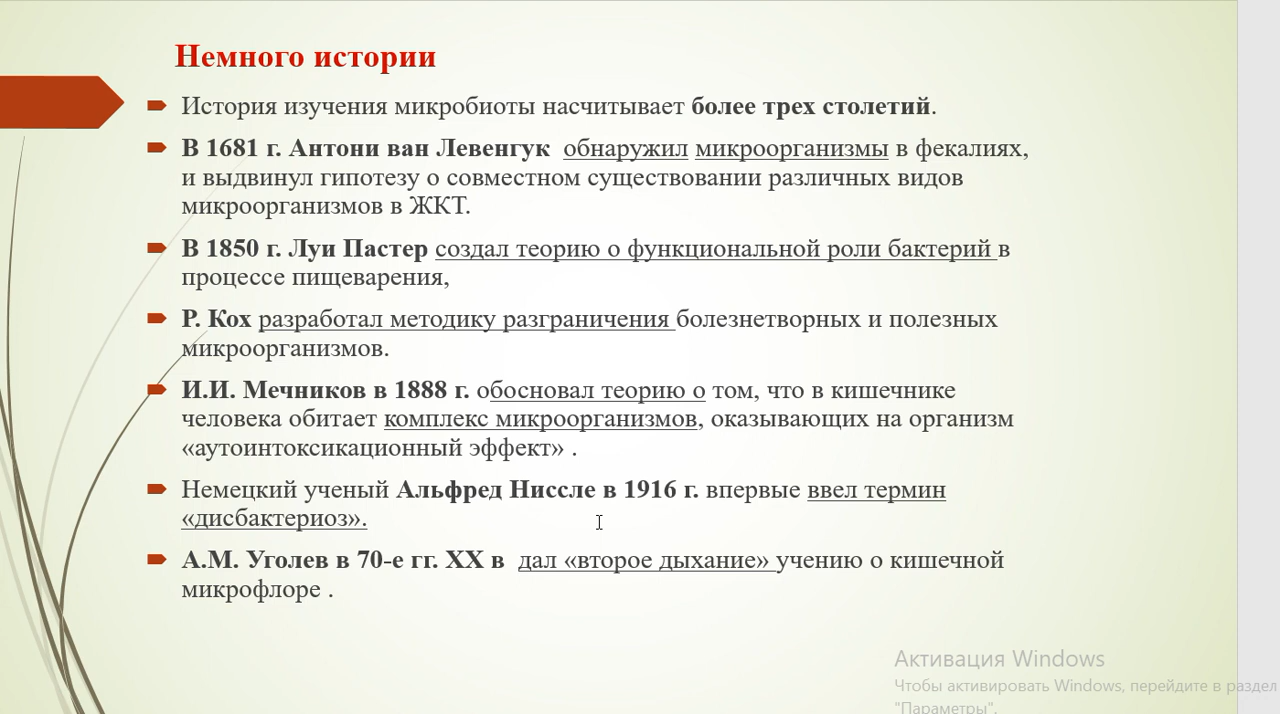 Немного истории
История изучения микробиоты насчитывает более трех столетий.
В 1681 г. Антони ван Левенгук обнаружил микроорганизмы в фекалиях,
и выдвинул гипотезу о совместном существовании различных видов
микроорганизмов в ЖКТ.
В 1850 г. Луи Пастер создал теорию о функциональной роли бактерий в
процессе пищеварения,
Р. Кох разработал методику разграничения болезнетворных и полезных
микроорганизмов.
И.И. Мечников в 1888 г. обосновал теорию о том, что в кишечнике
человека обитает комплекс микроорганизмов, оказывающих на организм
«аутоинтоксикационный эффект» .
Немецкий ученый Альфред Ниссле в 1916 г. впервые ввел термин
«дисбактериоз».
А.М. Уголев в 70-е гг. XX в дал «второе дыхание» учению о кишечной
микрофлоре .
Активация Windows
Чтобы активировать Windows, перейдите в раздел
"Параметры".